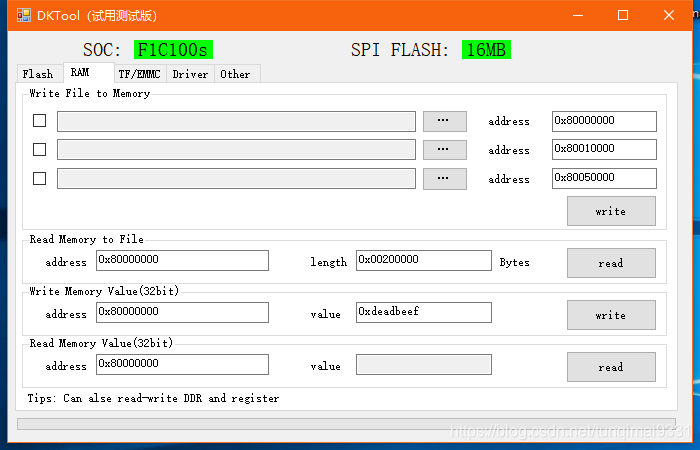 DKTool (试用测试版)
SOC: F1C100s SPI FLASH: 16MB
Flash RAM TF/EMMC Driver Other
Write File to Memory
... address 0x80000000
... address 0x80010000
... address 0x80050000
write
Read Memory to File
address 0x80000000 length 0x00200000 Bytes read
Write Memory Value(32bit)
address 0x80000000 value 0xdeadbeef write
Read Memory Value(32bit)
address 0x80000000 value read
Tips: Can alse read-write DDR and register
https://blog.csdn.net/tunqimai9331